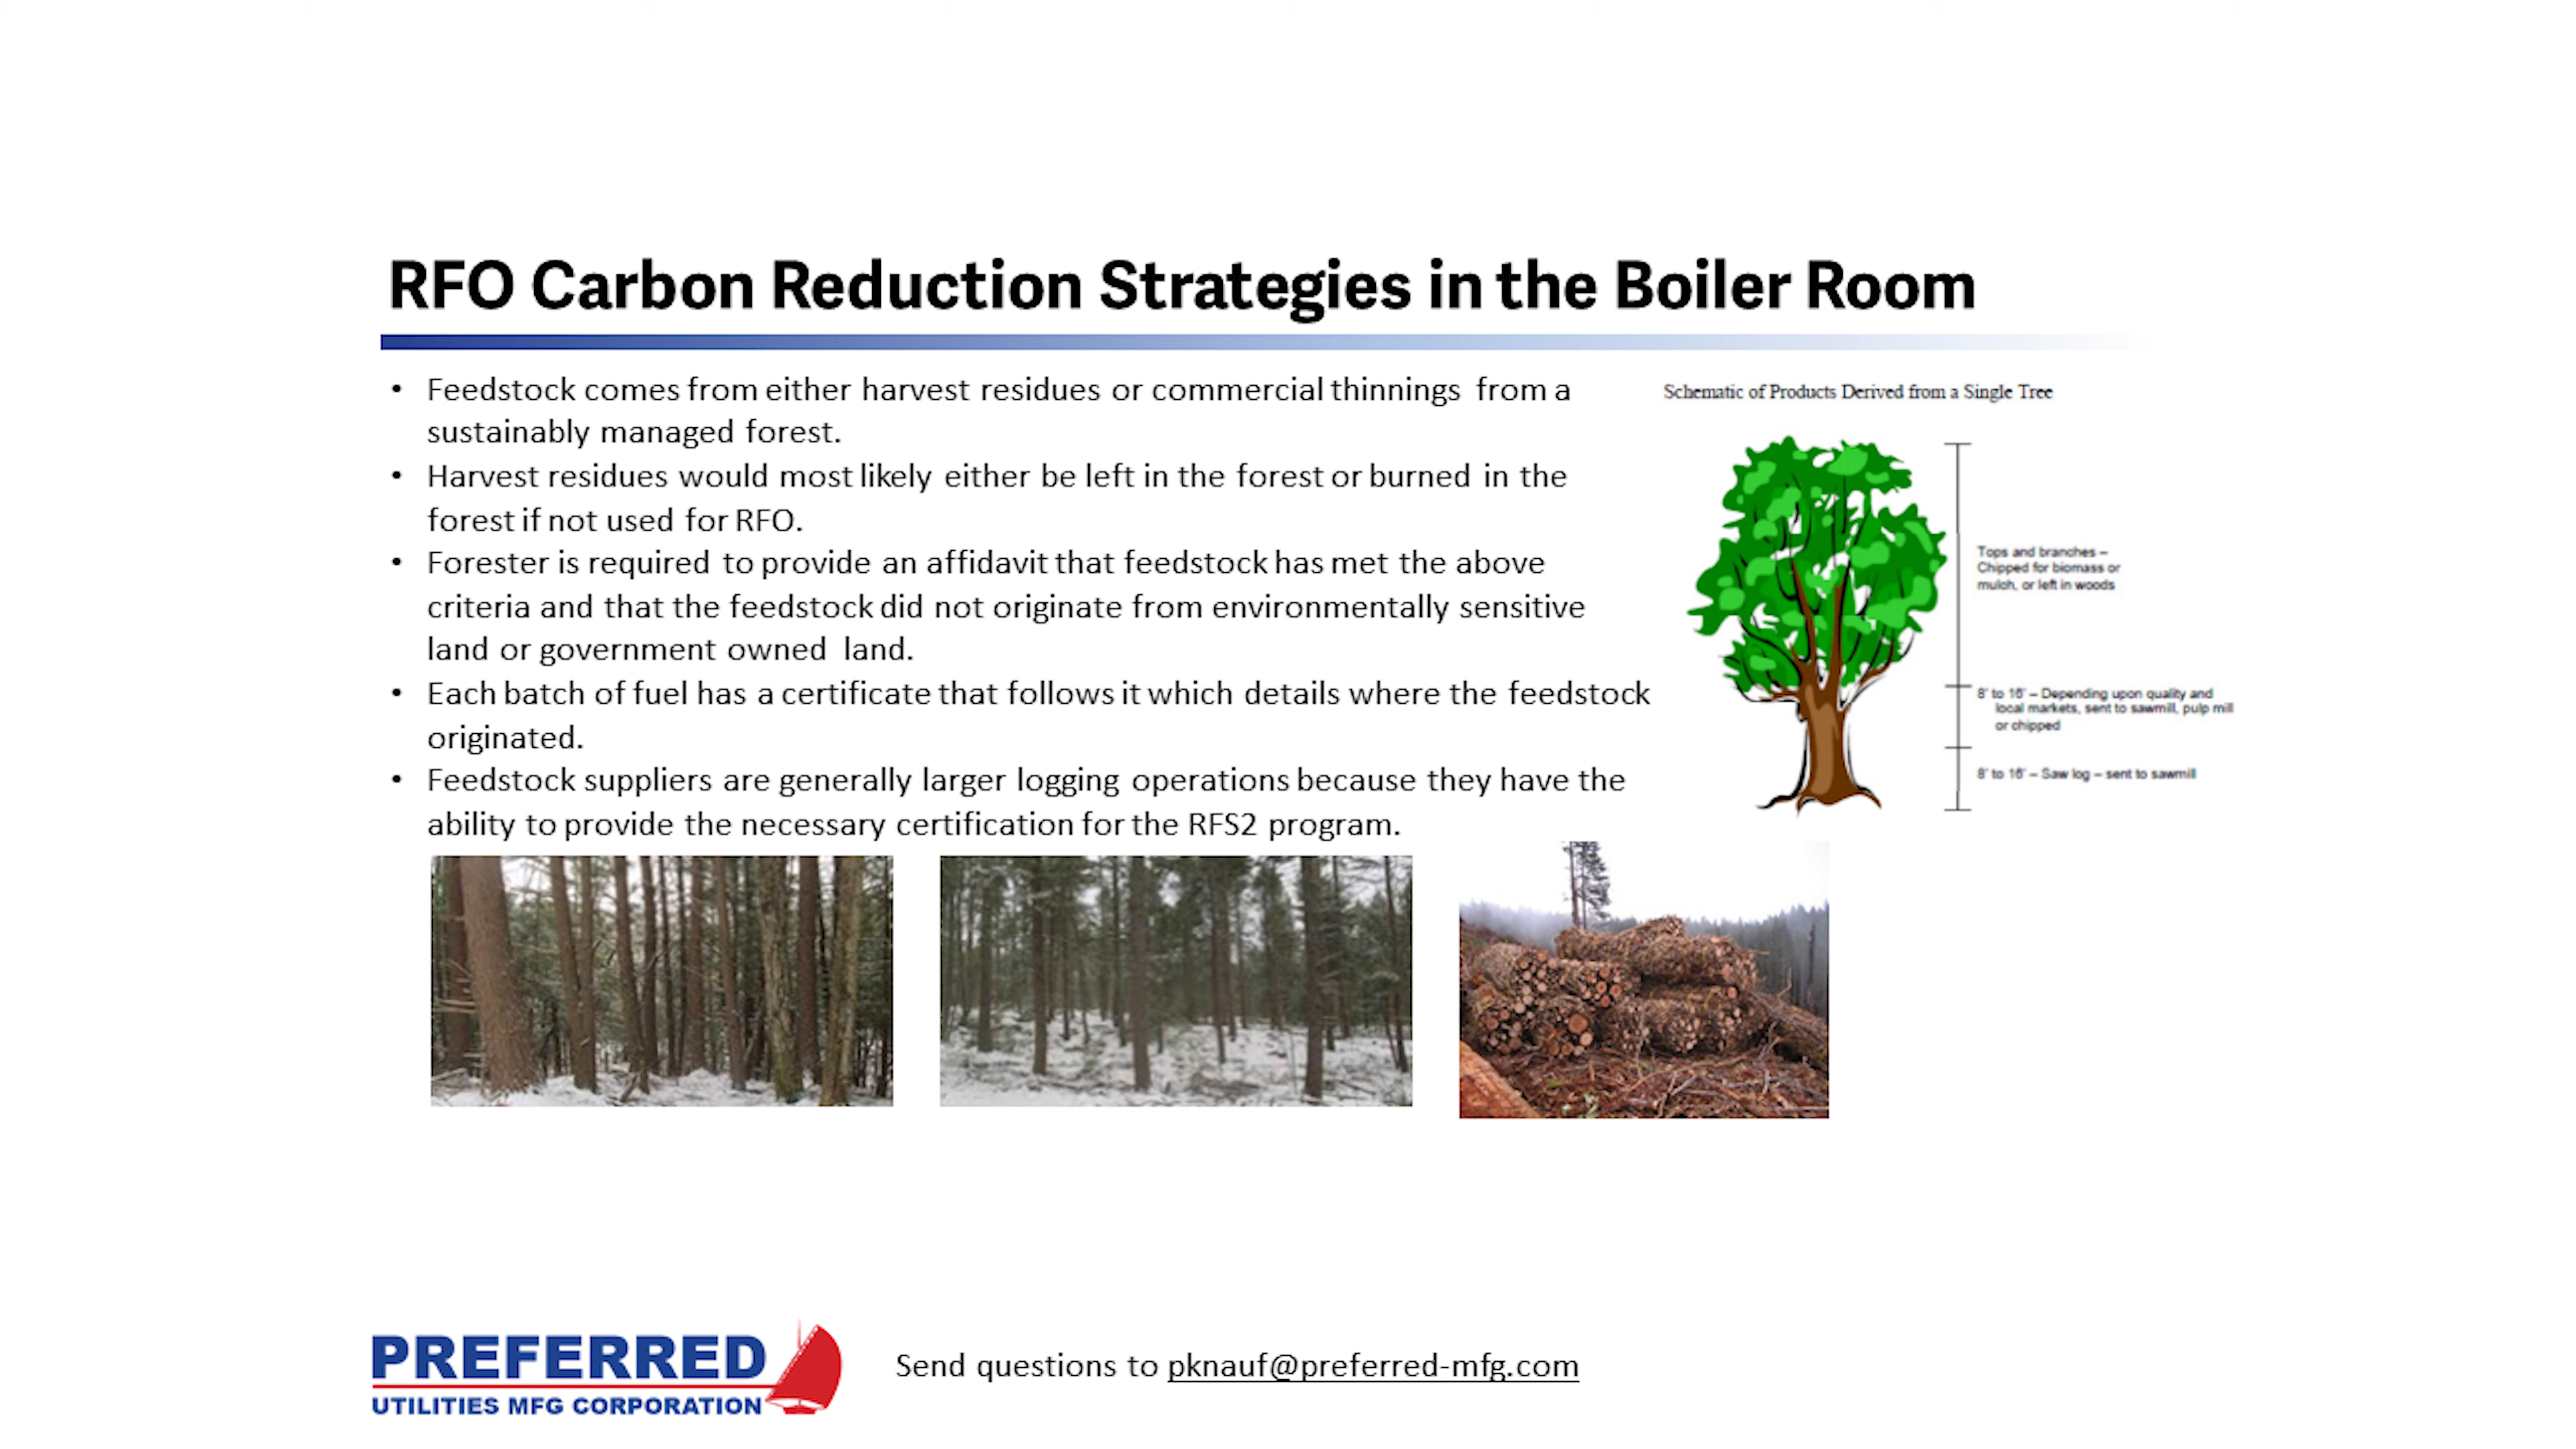 RFO Carbon Reduction Strategies in the Boiler Room
• Feedstock comes from either harvest residues or commercial thinnings from a
sustainably managed forest.
• Harvest residues would most likely either be left in the forest or burned in the
forest if not used for RFO.
• Forester is required to provide an affidavit that feedstock has met the above
criteria and that the feedstock did not originate from environmentally sensitive
land or government owned land.
• Each batch of fuel has a certificate that follows it which details where the feedstock
originated.
• Feedstock suppliers are generally larger logging operations because they have the
ability to provide the necessary certification for the RFS2 program.
Schematic of Products Derived from a Single Tree
Tops and branches –
Chipped for biomass or
mulch, or left in woods
8' to 16' – Depending upon quality and
local markets, sent to sawmill, pulp mill
or chipped
8' to 16' – Saw log – sent to sawmill
PREFERRED
UTILITIES MFG CORPORATION
Send questions to pknauf@preferred-mfg.com